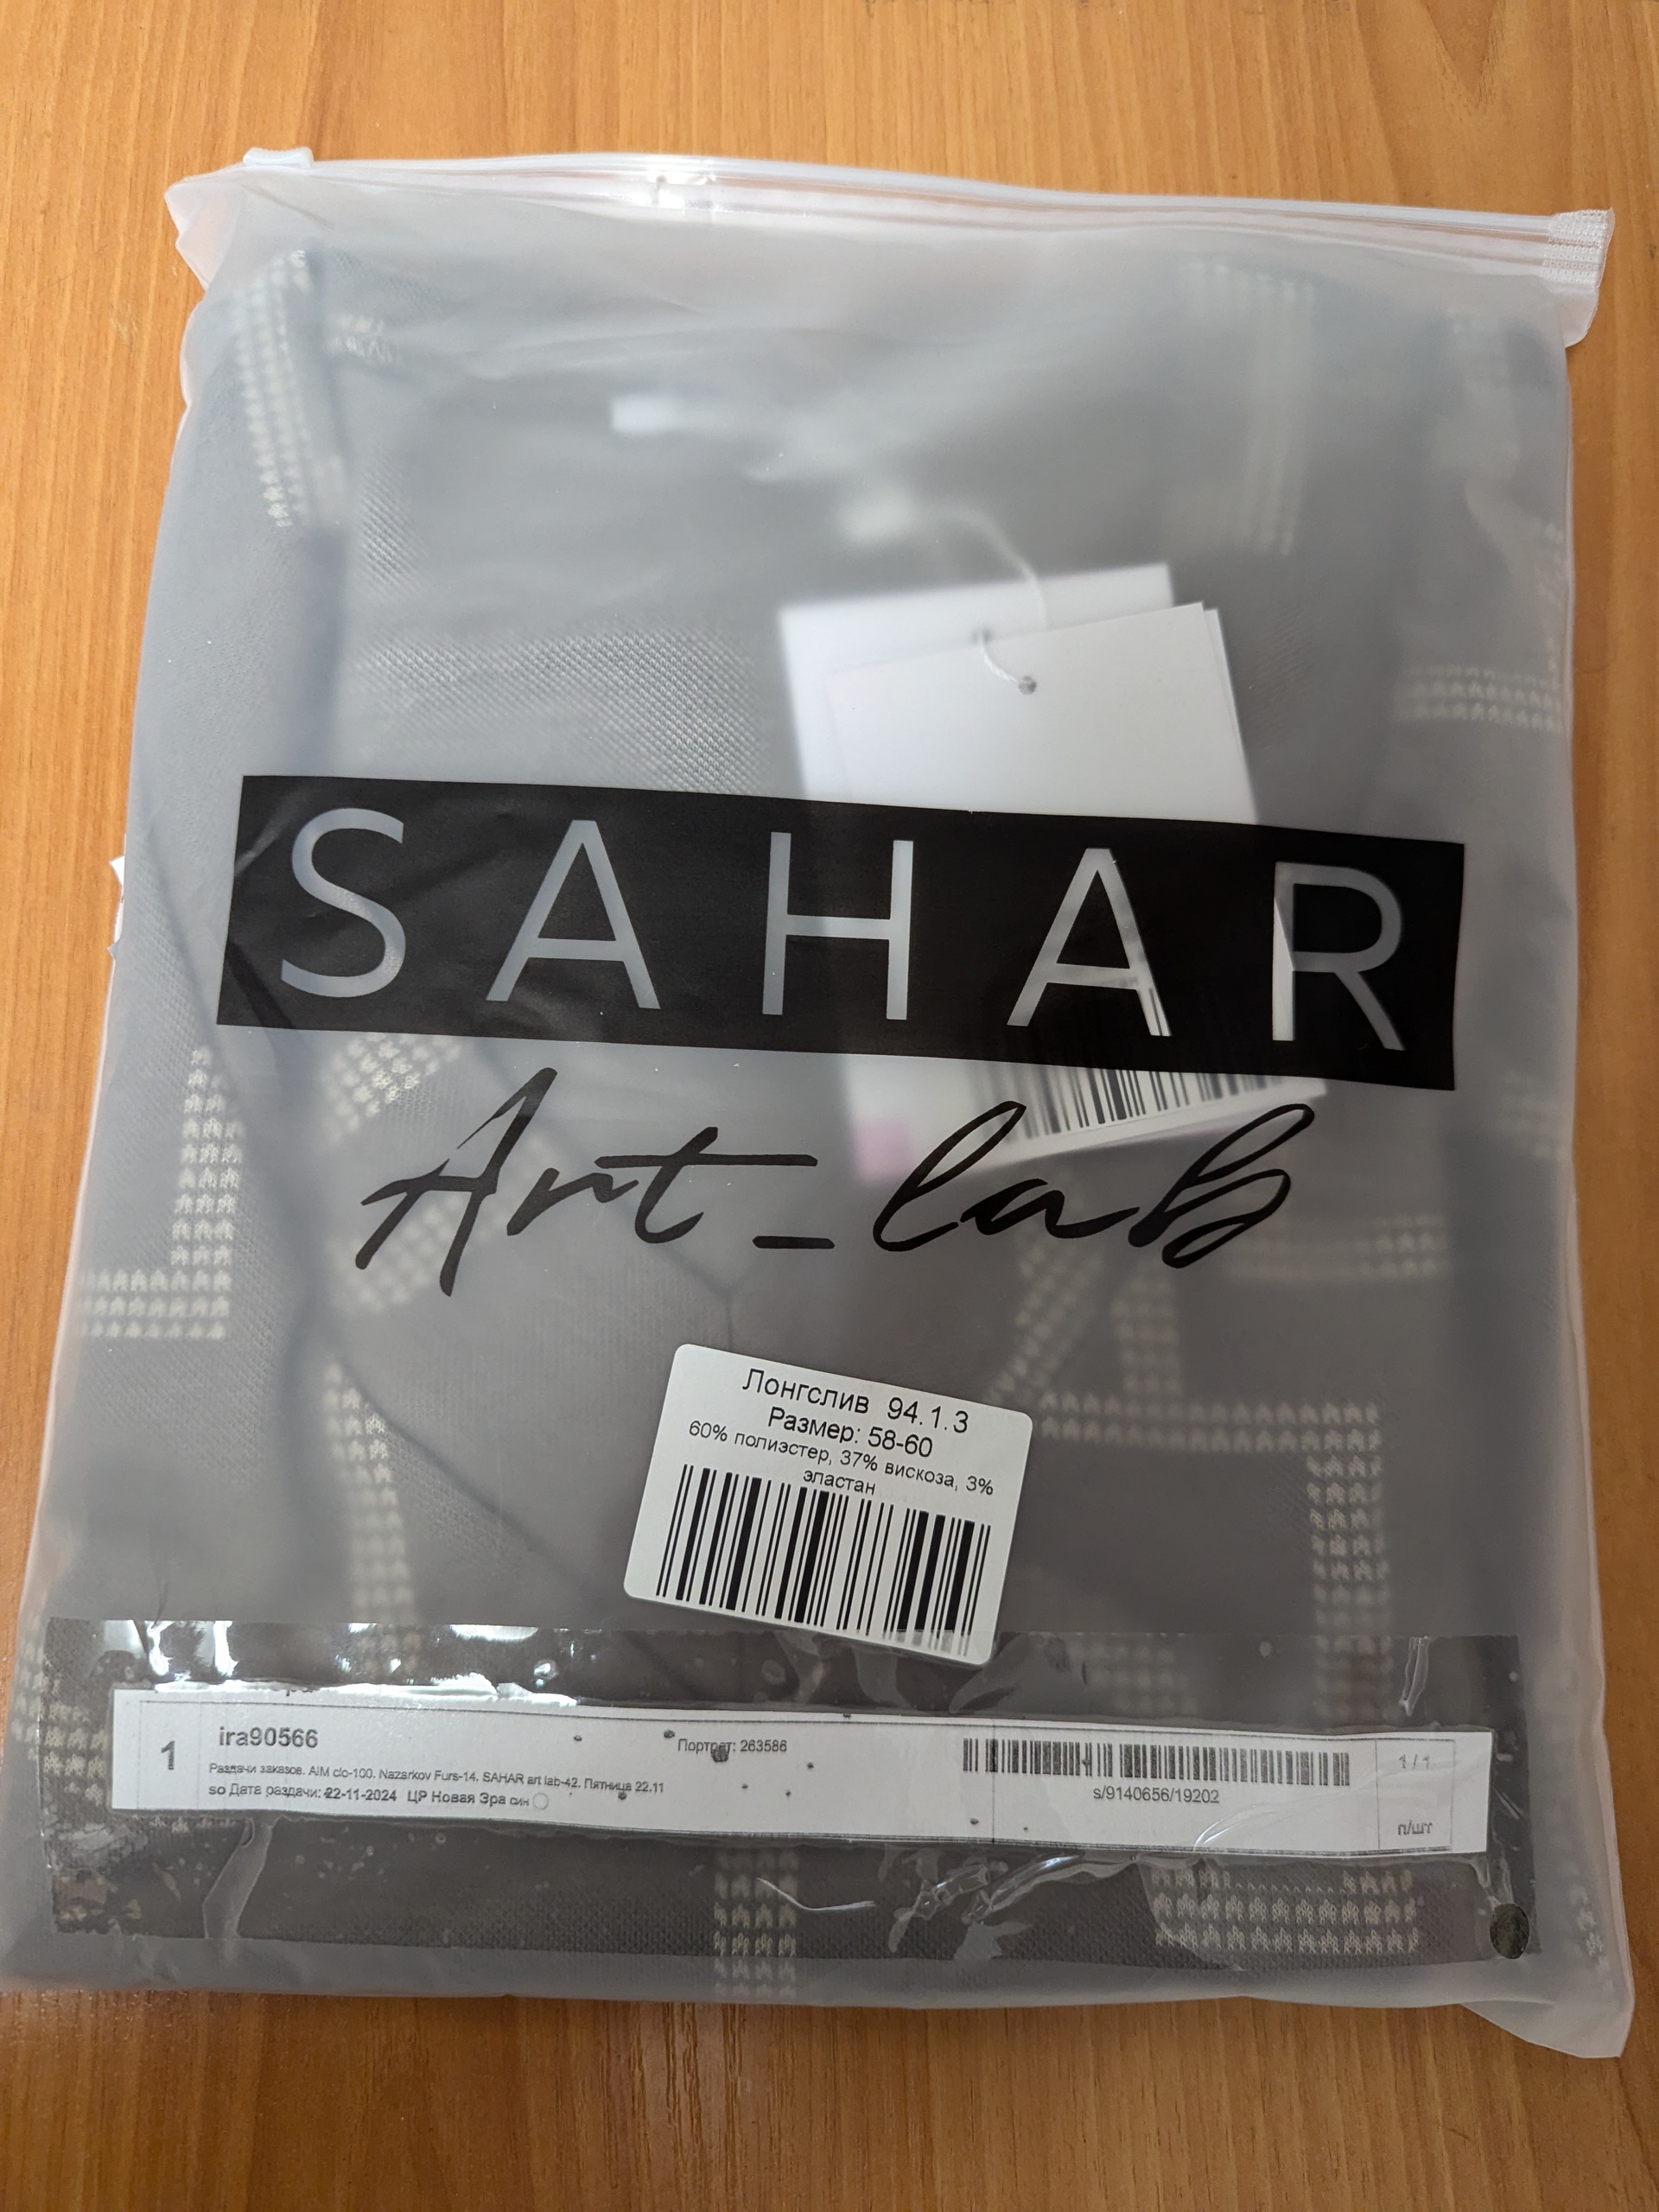 SAHAR
Art_lab
Лонгслив 94.1.3
Размер: 58-60
60% полиэстер, 37% вискоза, 3%
эластан
1
ira90566
Портрет: 263586
Раздачи заказов. AIM clo-100. Nazarkov Furs-14. SAHAR art lab-42. Пятница 22.11
so Дата раздачи: 22-11-2024 ЦР Новая Эра син
s/9140656/19202
1 / 1